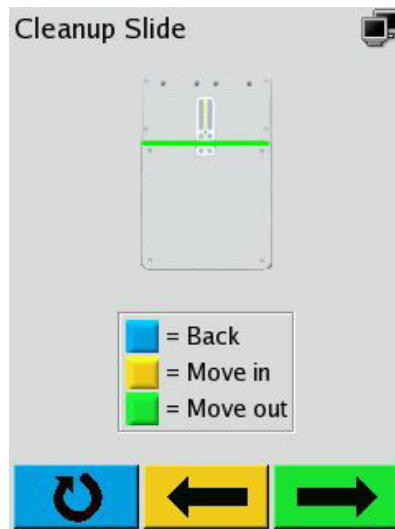 Cleanup Slide
= Back
= Move in
= Move out